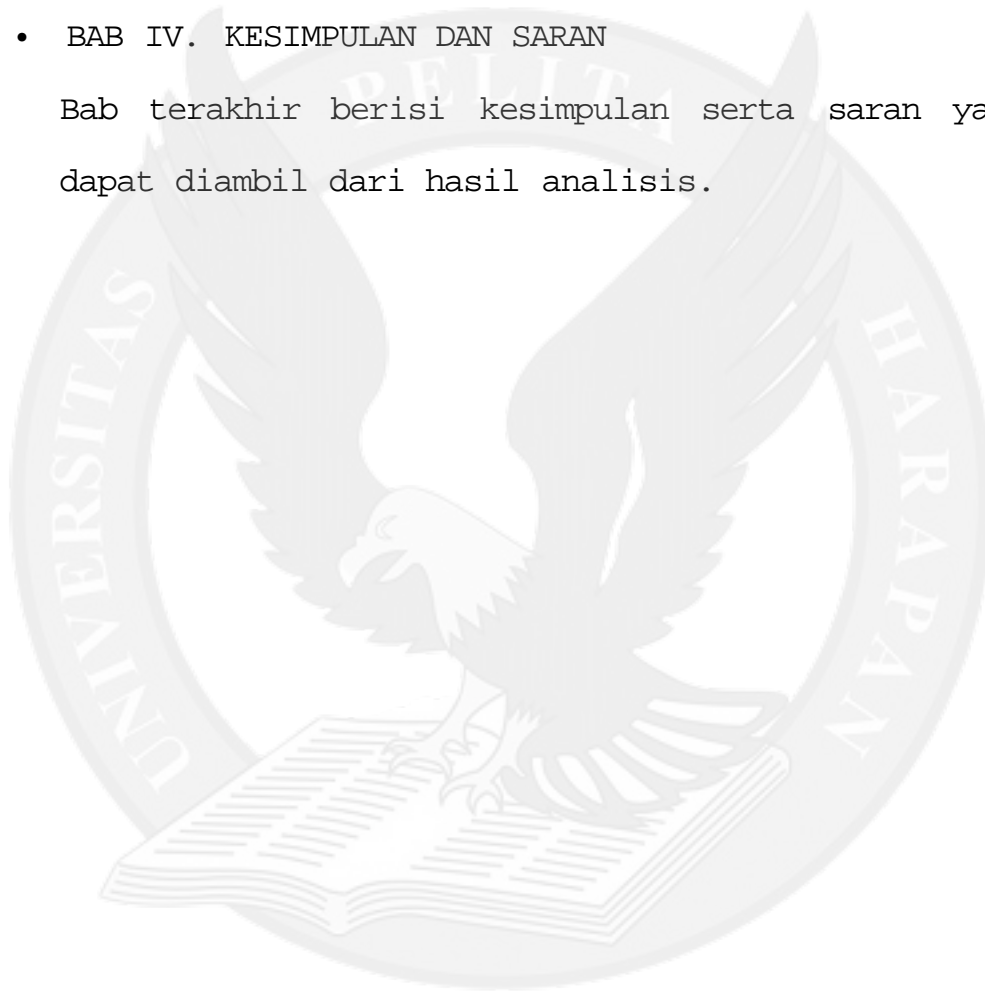 • BAB IV. KESIMPULAN DAN SARAN
Bab terakhir berisi kesimpulan serta saran ya
dapat diambil dari hasil analisis.
UNIVERSITAS PELITA HARAPAN